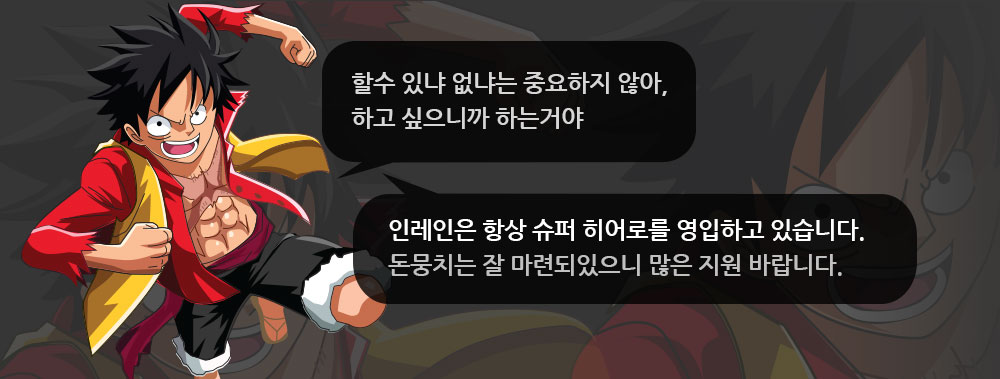 할수 있냐 없냐는 중요하지 않아,
하고 싶으니까 하는거야
인레인은 항상 슈퍼 히어로를 영입하고 있습니다.
돈뭉치는 잘 마련되있으니 많은 지원 바랍니다.